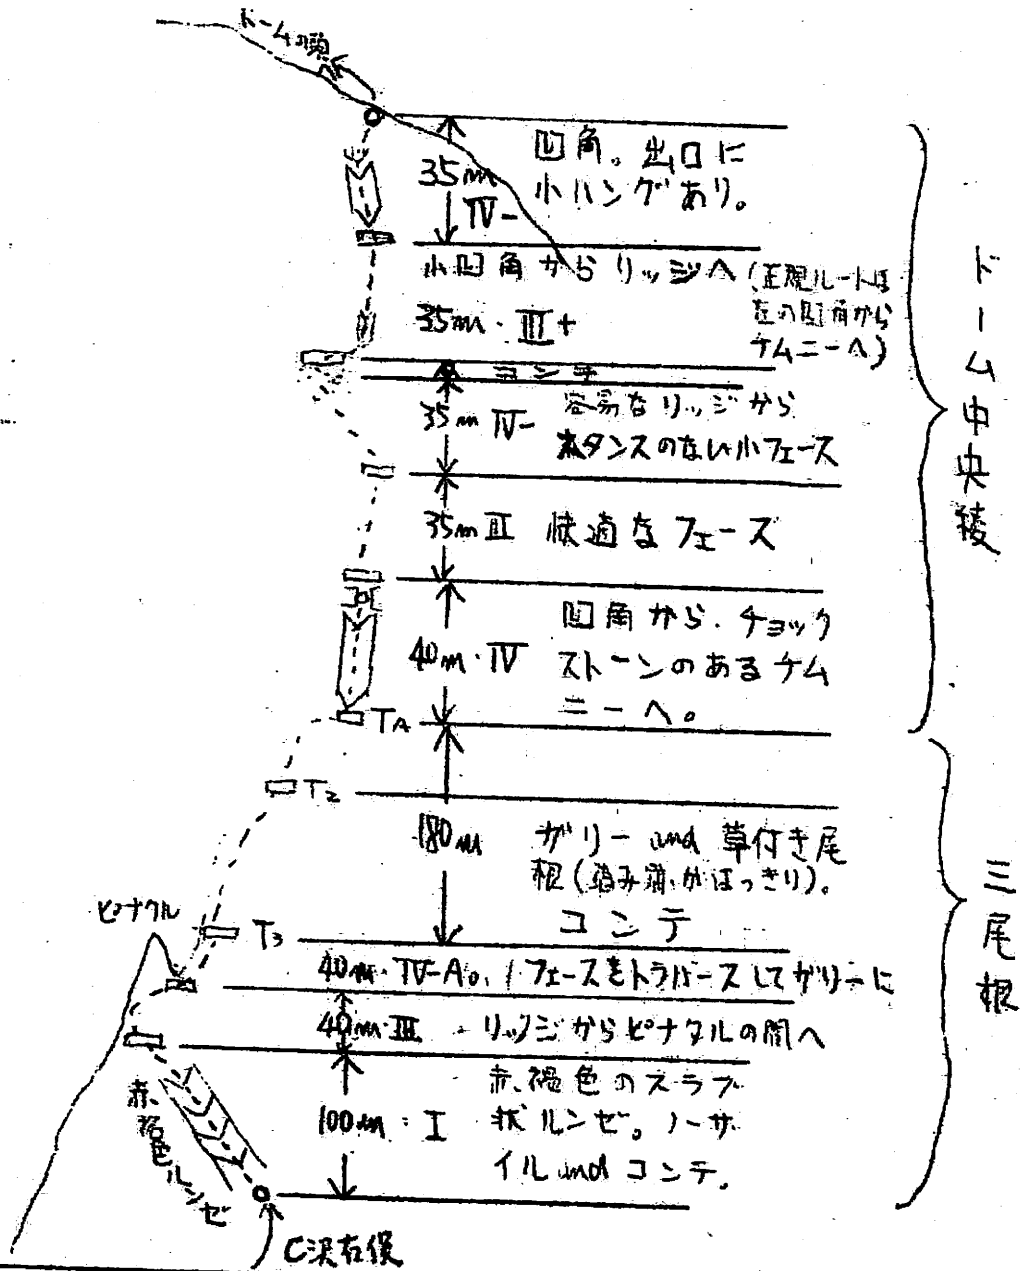 ドームの頭
凹角。出口に
小ハングあり。
35m
IV-
小凹角からリッジへ
(正規ルートは
左の凹角から
チムニーへ)
35m・III+
コンテ
35m IV-
容易なリッジから
スタンスのない小フェース
35m III 快適なフェース
凹角から、チョック
40m・IV
ストーンのあるチム
ニーへ。
TA
T2
180m
ガリー and 草付き尾
根(踏み跡がはっきり)。
コンテ
ピナクル
T3
40m・IV-A0. フェースをトラバースしてガリーに
40m・III リッジからピナクルの間へ
赤褐色のスラブ
100m・I
状ルンゼ。ノーザ
イル and コンテ。
赤褐色ルンゼ
C沢右俣
ドーム中央稜
三尾根